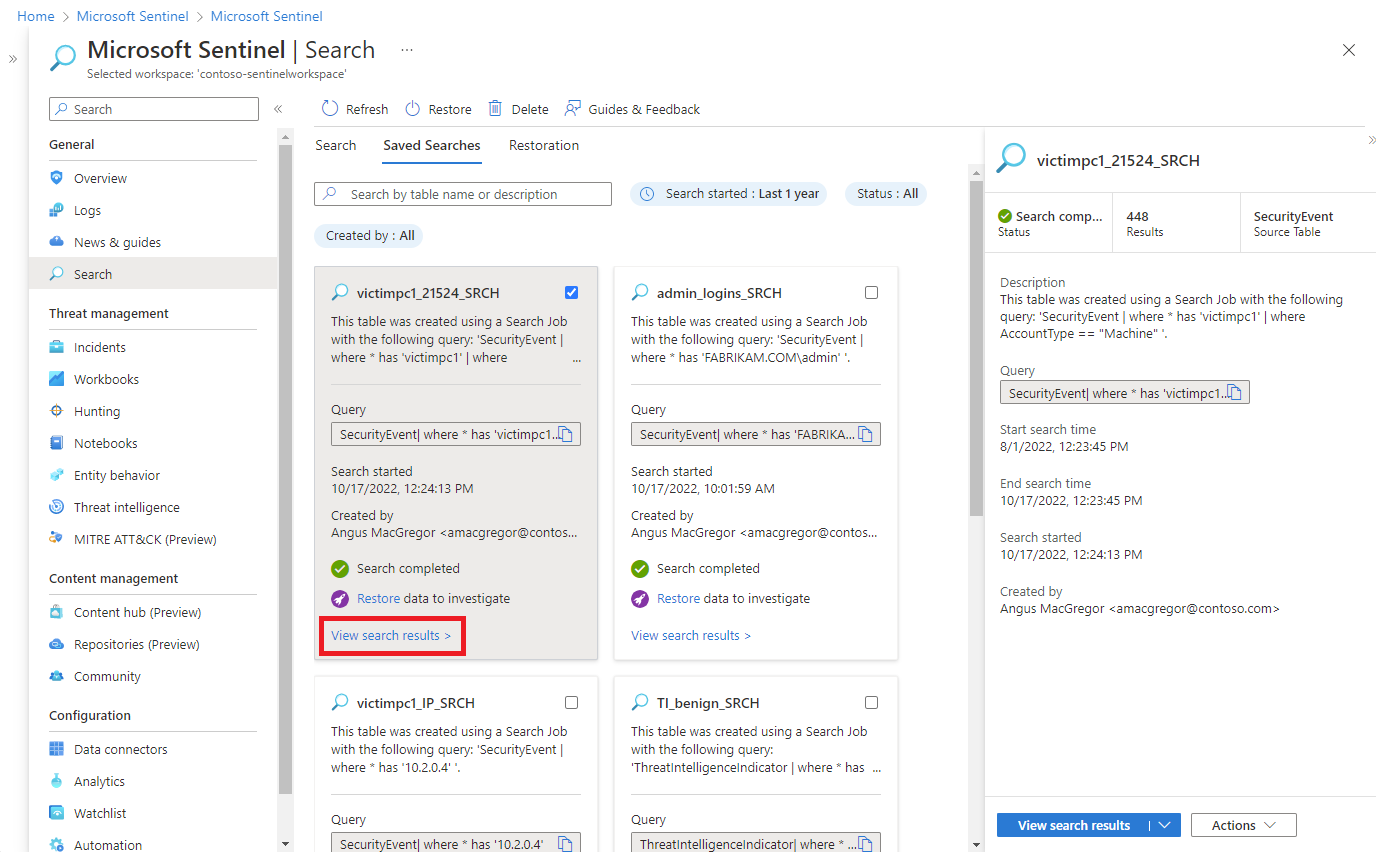 Home > Microsoft Sentinel > Microsoft Sentinel
Microsoft Sentinel | Search ...
Selected workspace: 'contoso-sentinelworkspace'
Search
General
Overview
Logs
News & guides
Search
Threat management
Incidents
Workbooks
Hunting
Notebooks
Entity behavior
Threat intelligence
MITRE ATT&CK (Preview)
Content management
Content hub (Preview)
Repositories (Preview)
Community
Configuration
Data connectors
Analytics
Watchlist
Automation
Refresh Restore Delete Guides & Feedback
Search Saved Searches Restoration
Search by table name or description
Search started : Last 1 year
Status : All
Created by : All
victimpc1_21524_SRCH
This table was created using a Search Job
with the following query: 'SecurityEvent |
where * has 'victimpc1' | where ...
Query
SecurityEvent| where * has 'victimpc1...
Search started
10/17/2022, 12:24:13 PM
Created by
Angus MacGregor <amacgregor@contos...
Search completed
Restore data to investigate
View search results >
admin_logins_SRCH
This table was created using a Search Job
with the following query: 'SecurityEvent |
where * has 'FABRIKAM.COM\admin' '.
Query
SecurityEvent| where * has 'FABRIKA...
Search started
10/17/2022, 10:01:59 AM
Created by
Angus MacGregor <amacgregor@contos...
Search completed
Restore data to investigate
View search results >
victimpc1_IP_SRCH
This table was created using a Search Job
with the following query: 'SecurityEvent |
where * has '10.2.0.4' '.
Query
SecurityEvent| where * has '10.2.0.4'
TI_benign_SRCH
This table was created using a Search Job
with the following query:
'ThreatIntelligenceIndicator | where * has ...
Query
ThreatIntelligenceIndicator| where * ...
victimpc1_21524_SRCH
Search comp...
Status
448
Results
SecurityEvent
Source Table
Description
This table was created using a Search Job with the following
query: 'SecurityEvent | where * has 'victimpc1' | where
AccountType == "Machine" '.
Query
SecurityEvent| where * has 'victimpc1...
Start search time
8/1/2022, 12:23:45 PM
End search time
10/17/2022, 12:23:45 PM
Search started
10/17/2022, 12:24:13 PM
Created by
Angus MacGregor <amacgregor@contoso.com>
View search results
Actions